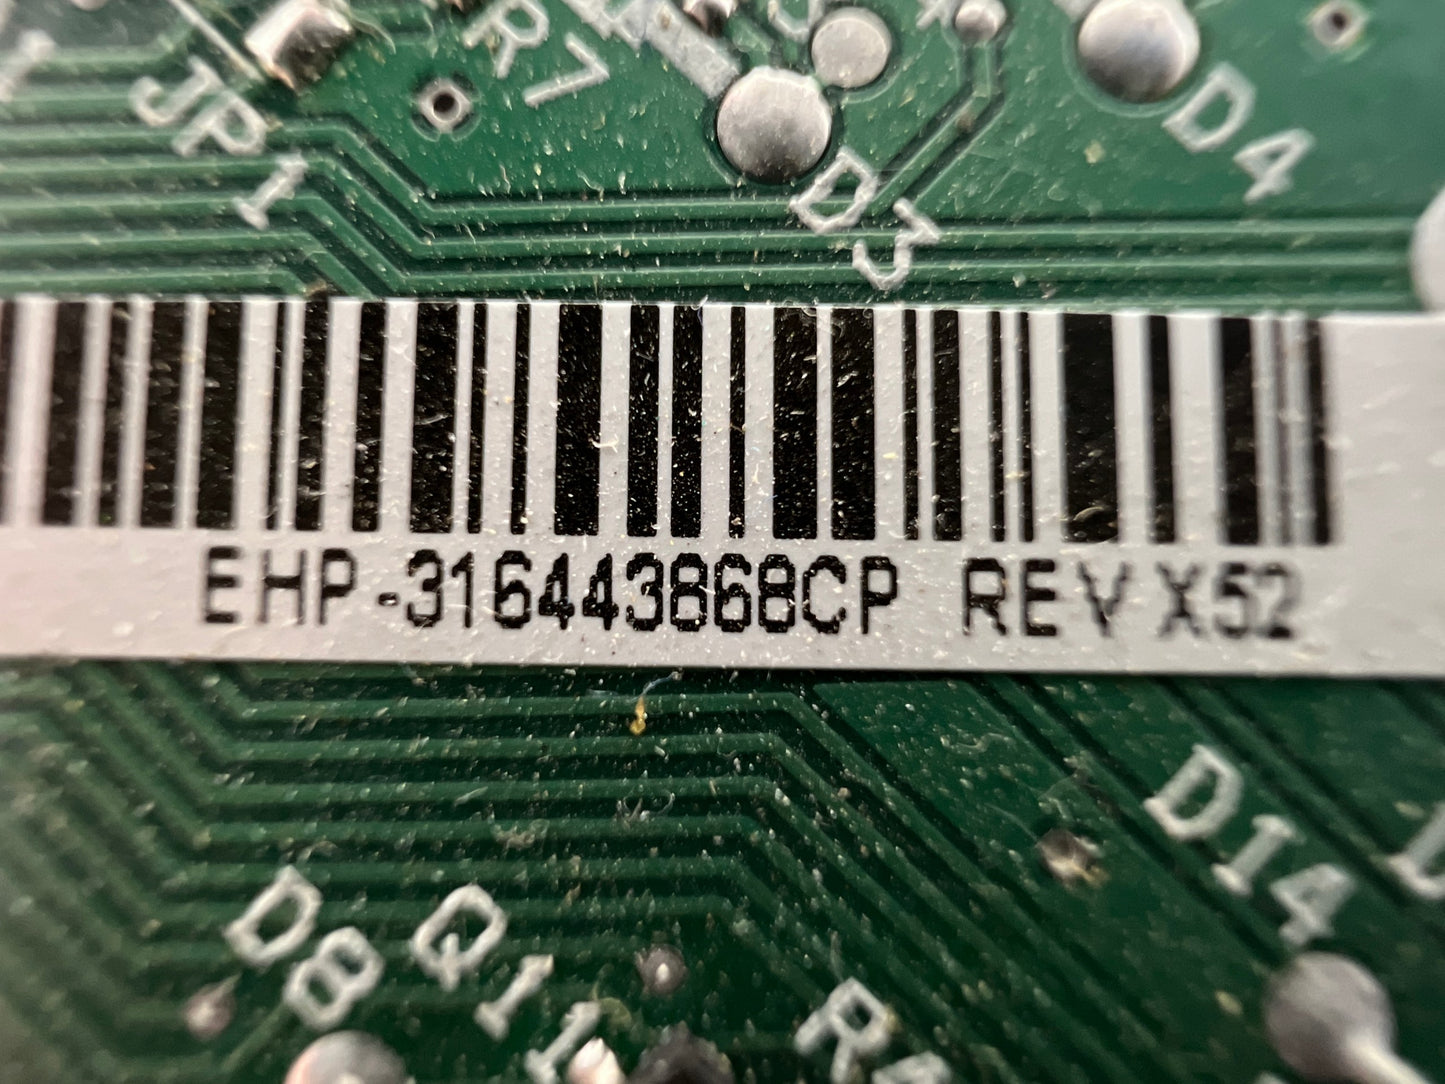 R7
JP1
D4
D3
EHP-316443868CP REV X52
D14
D8
Q11